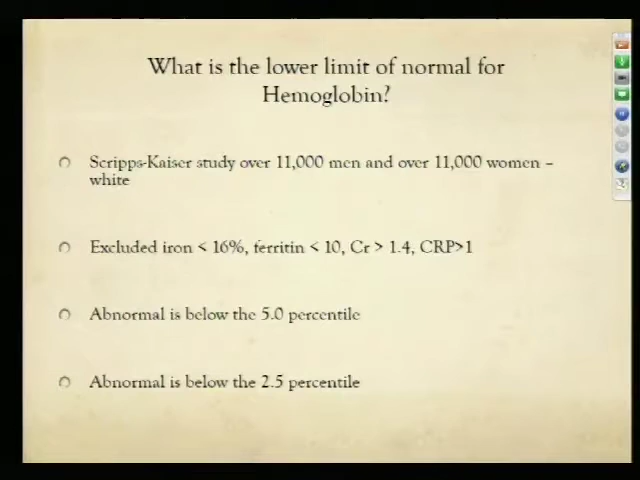 What is the lower limit of normal for
Hemoglobin?
Scripps-Kaiser study over 11,000 men and over 11,000 women –
white
Excluded iron < 16%, ferritin < 10, Cr > 1.4, CRP>1
Abnormal is below the 5.0 percentile
Abnormal is below the 2.5 percentile